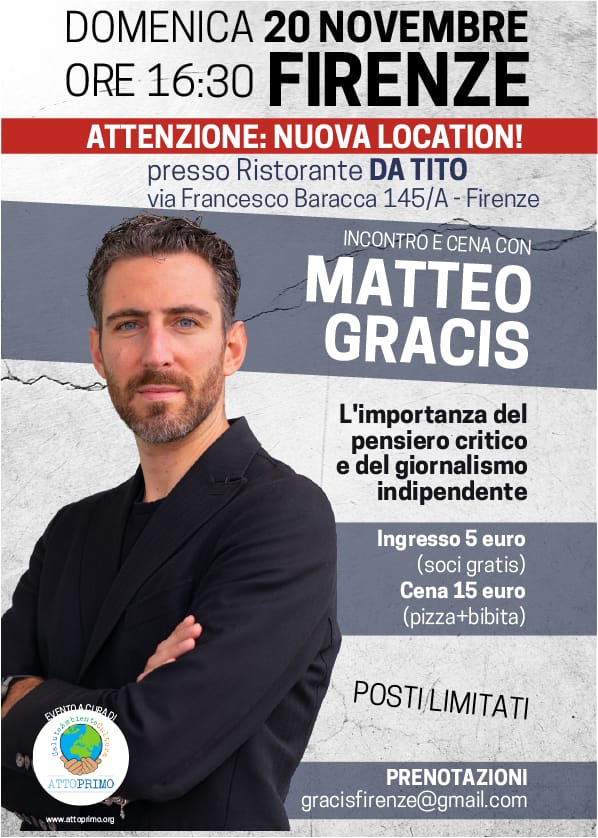 DOMENICA 20 NOVEMBRE
ORE 16:30 FIRENZE
ATTENZIONE: NUOVA LOCATION!
presso Ristorante DA TITO
via Francesco Baracca 145/A - Firenze
INCONTRO E CENA CON
MATTEO
GRACIS
L'importanza del
pensiero critico
e del giornalismo
indipendente
Ingresso 5 euro
(soci gratis)
Cena 15 euro
(pizza+bibita)
POSTI LIMITATI
EVENTO A CURA DI
SaluteAmbienteCultura
ATTOPRIMO
www.attoprimo.org
PRENOTAZIONI
gracisfirenze@gmail.com